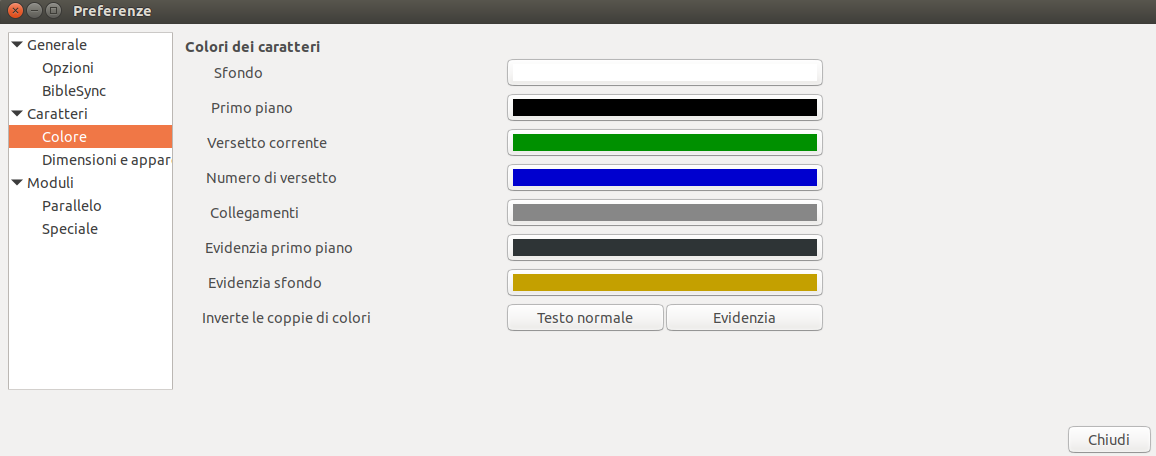 Preferenze
Generale
Opzioni
BibleSync
Caratteri
Colore
Dimensioni e appar
Moduli
Parallelo
Speciale
Colori dei caratteri
Sfondo
Primo piano
Versetto corrente
Numero di versetto
Collegamenti
Evidenzia primo piano
Evidenzia sfondo
Inverte le coppie di colori Testo normale Evidenzia
Chiudi